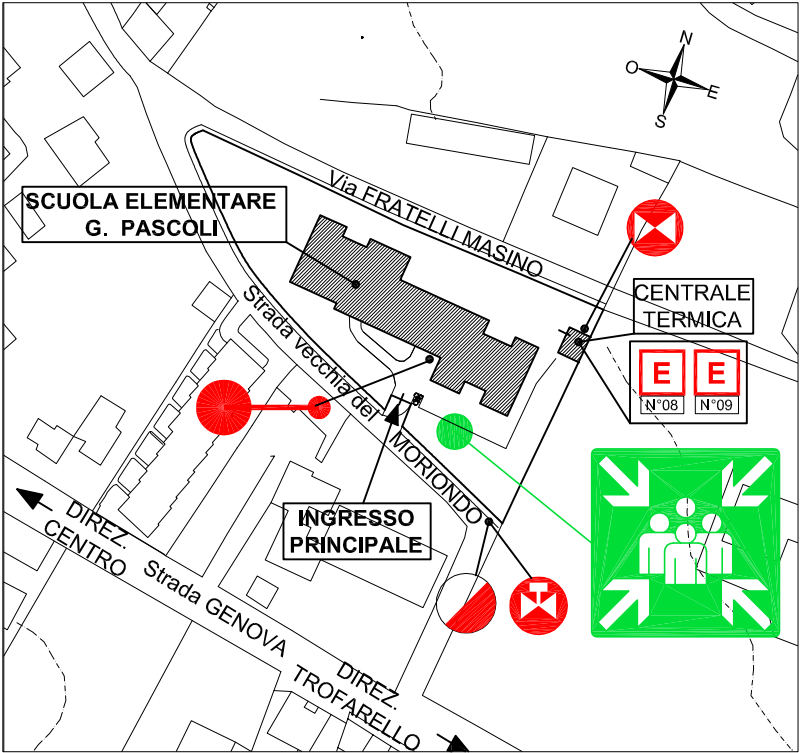 N
O
E
S
Via FRATELLI MASINO
SCUOLA ELEMENTARE
G. PASCOLI
CENTRALE
TERMICA
E E
N°08 N°09
Strada vecchia dei MORIONDO
INGRESSO
PRINCIPALE
DIREZ.
CENTRO
Strada GENOVA
DIREZ.
TROFARELLO